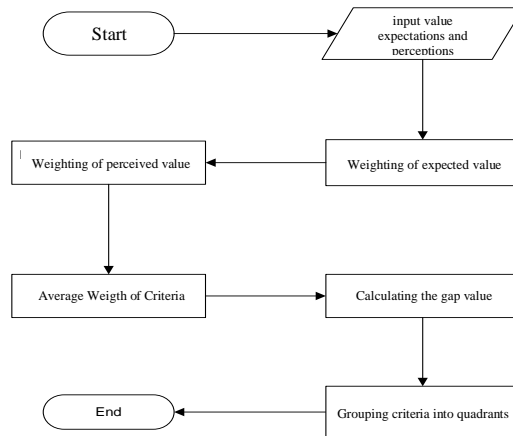 Start
input value
expectations and
perceptions
Weighting of expected value
Weighting of perceived value
Average Weigth of Criteria
Calculating the gap value
Grouping criteria into quadrants
End